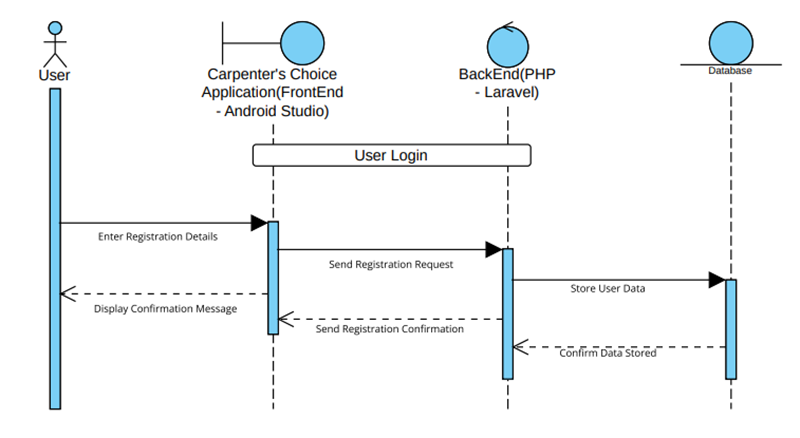 User
Carpenter's Choice
Application(FrontEnd
- Android Studio)
BackEnd(PHP
- Laravel)
Database
User Login
Enter Registration Details
Send Registration Request
Store User Data
Display Confirmation Message
Send Registration Confirmation
Confirm Data Stored